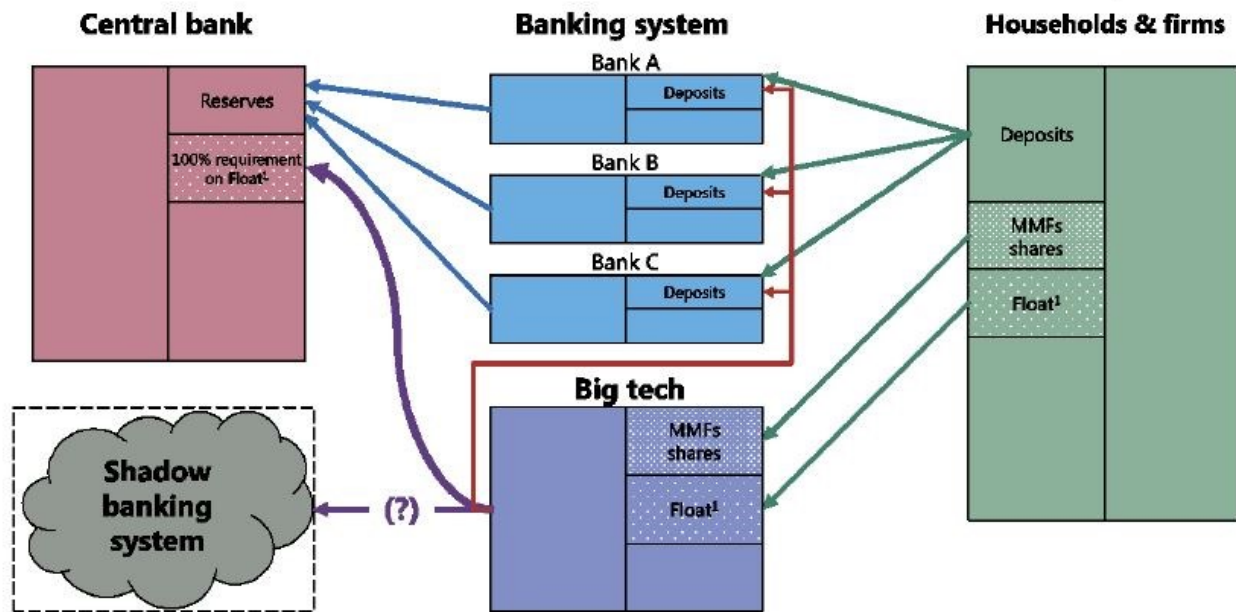 Central bank
Banking system
Households & firms
Bank A
Reserves
Deposits
100% requirement
on Float¹
Deposits
Bank B
Deposits
MMFs
shares
Bank C
Deposits
Float¹
Big tech
MMFs
shares
Shadow
banking
system
(?)
Float¹